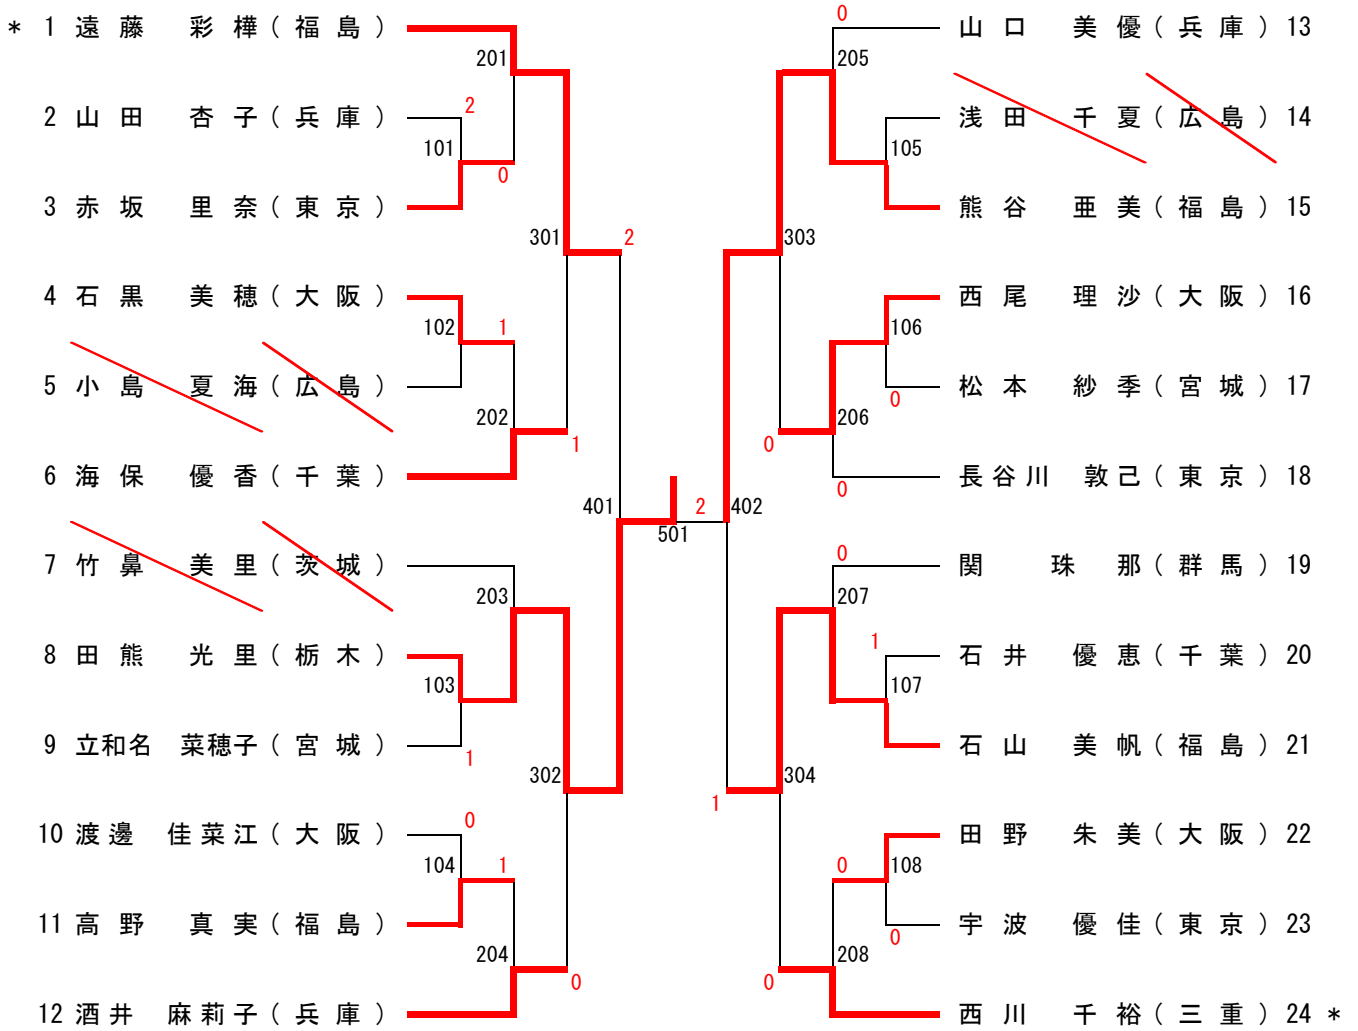 * 1 遠藤 彩樺(福島)
201
2 山田 杏子(兵庫)
2
101
0
3 赤坂 里奈(東京)
301
2
4 石黒 美穂(大阪)
102
1
5 小島 夏海(広島)
202
1
6 海保 優香(千葉)
401
501
2
402
7 竹鼻 美里(茨城)
203
8 田熊 光里(栃木)
103
9 立和名 菜穂子(宮城)
1
302
10 渡邊 佳菜江(大阪)
0
104
1
11 高野 真実(福島)
204
0
12 酒井 麻莉子(兵庫)
0
山口 美優(兵庫) 13
205
浅田 千夏(広島) 14
105
熊谷 亜美(福島) 15
303
西尾 理沙(大阪) 16
106
松本 紗季(宮城) 17
0
206
0
長谷川 敦己(東京) 18
0
0
関 珠那(群馬) 19
207
1
石井 優恵(千葉) 20
107
石山 美帆(福島) 21
304
1
田野 朱美(大阪) 22
0
108
宇波 優佳(東京) 23
0
208
0
西川 千裕(三重) 24 *